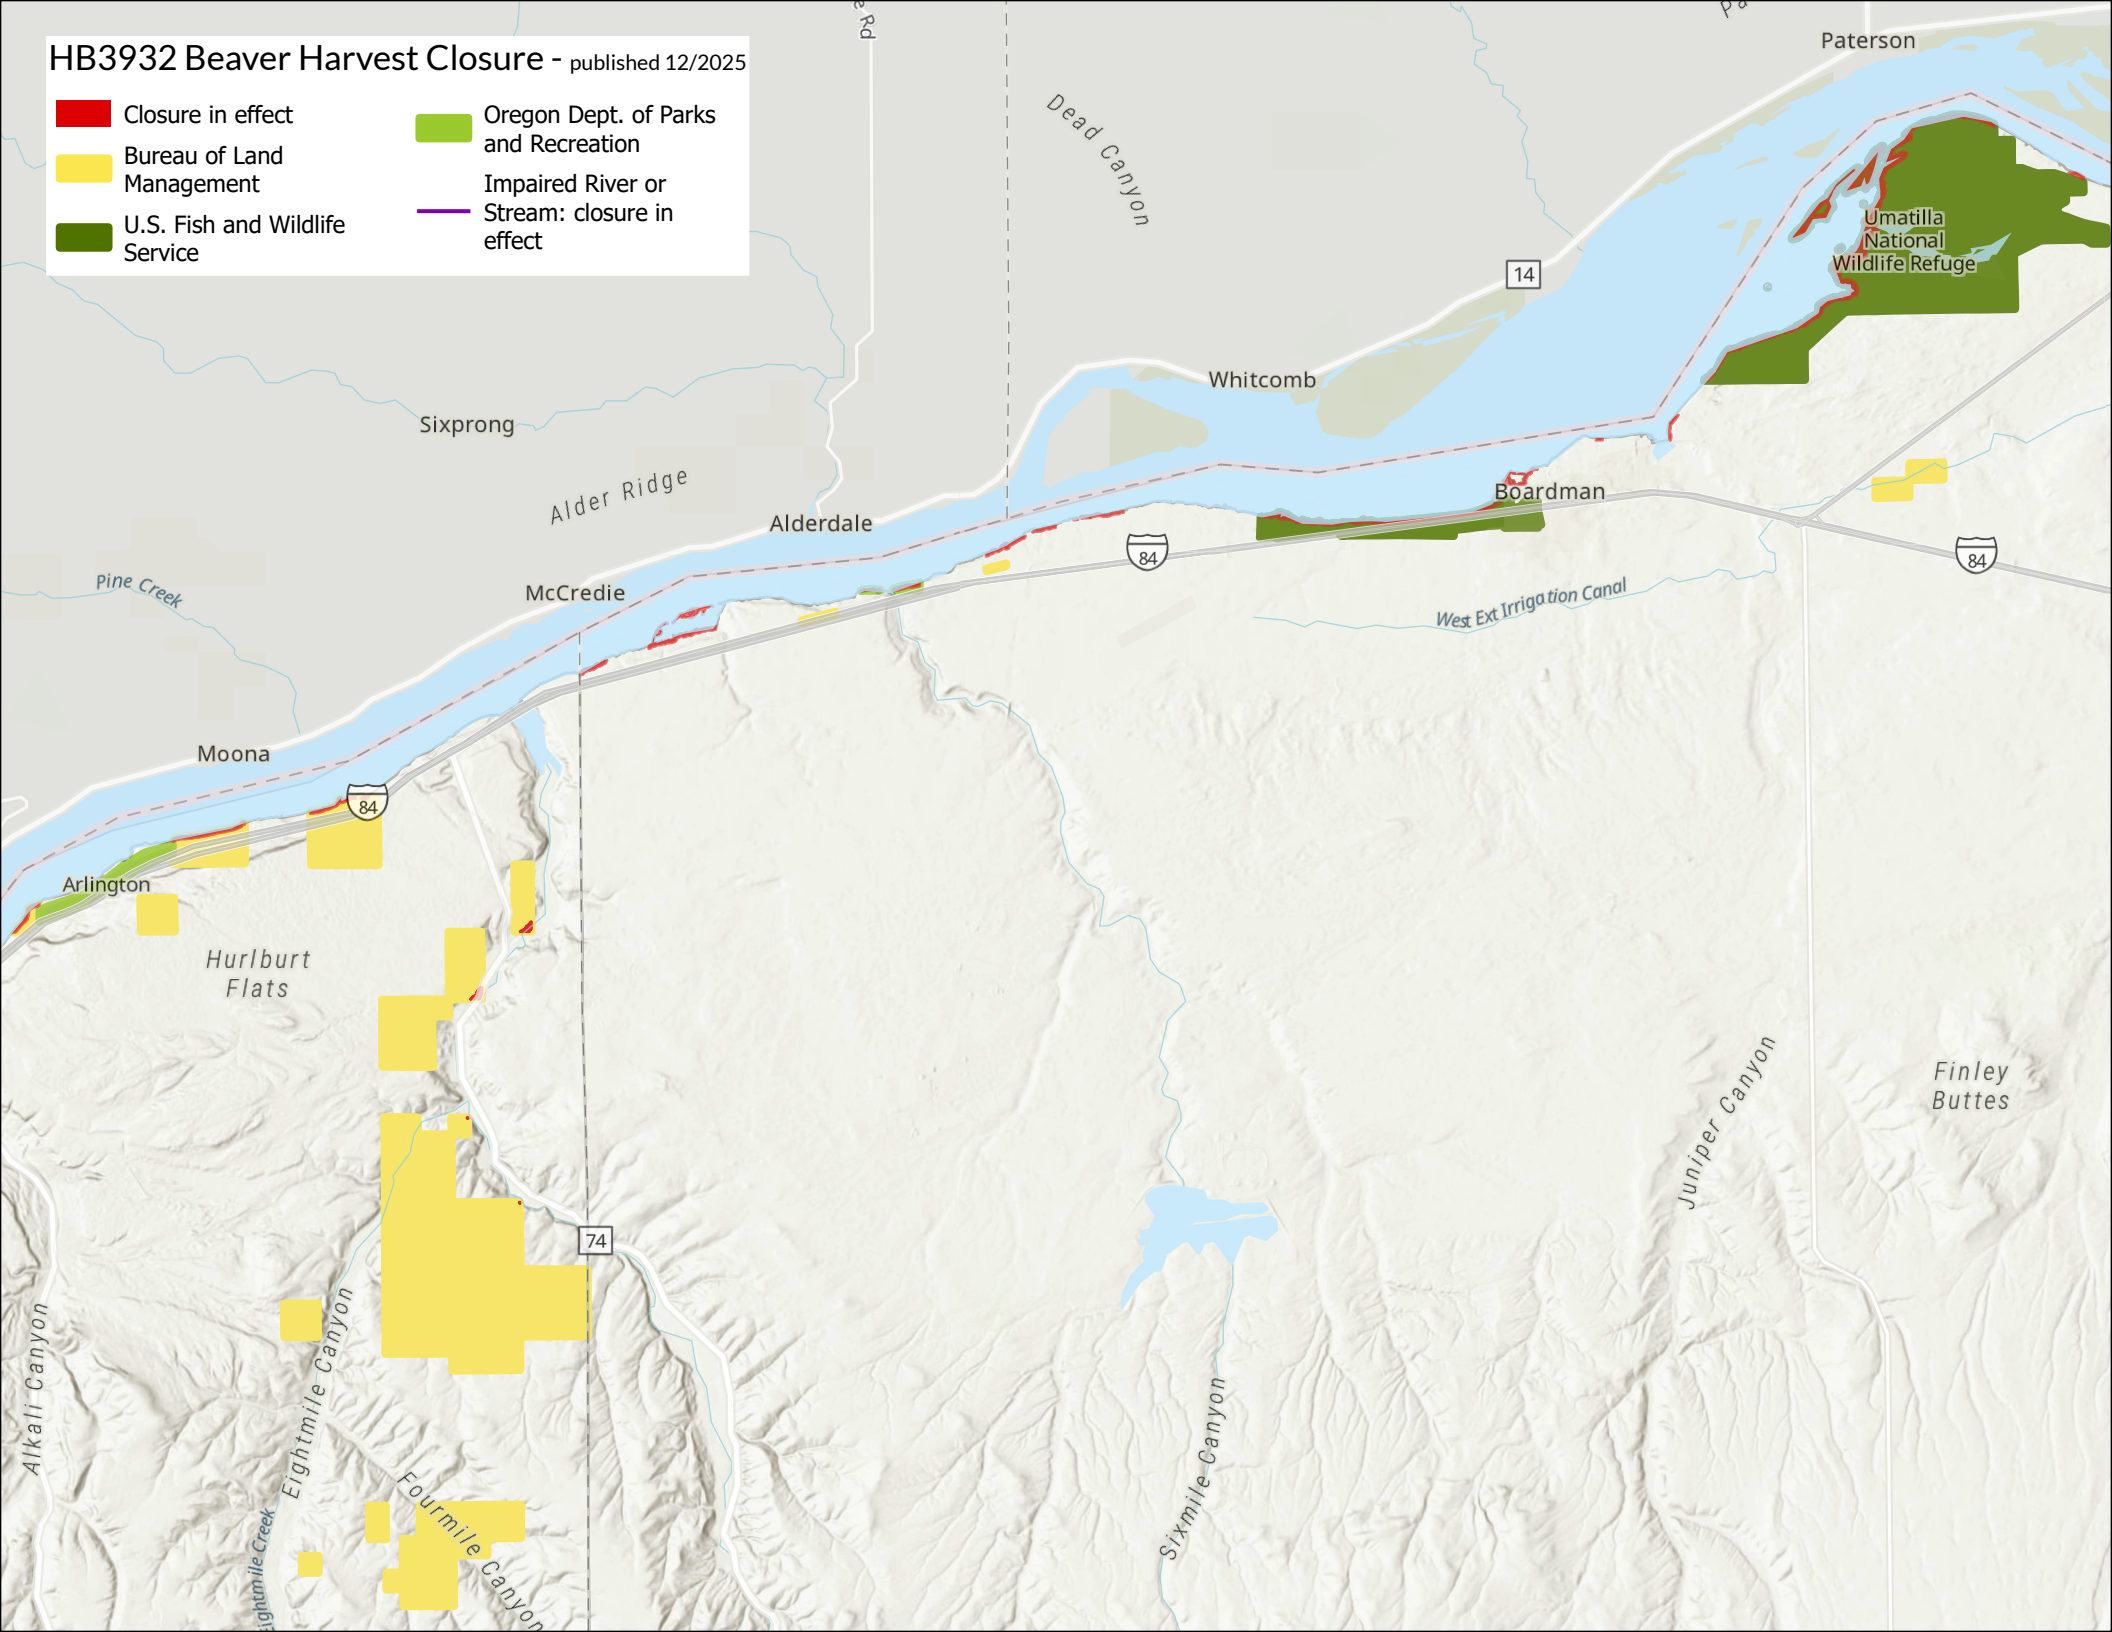 HB3932 Beaver Harvest Closure - published 12/2025
Closure in effect
Bureau of Land
Management
U.S. Fish and Wildlife
Service
Oregon Dept. of Parks
and Recreation
Impaired River or
Stream: closure in
effect
e Rd
Pa
Paterson
Dead Canyon
14
Umatilla
National
Wildlife Refuge
Whitcomb
Sixprong
Alder Ridge
Alderdale
Boardman
84
84
McCredie
Pine Creek
West Ext Irrigation Canal
Moona
84
Arlington
Hurlburt
Flats
Juniper Canyon
Finley
Buttes
74
Alkali Canyon
Eightmile Canyon
Sixmile Canyon
Fourmile Canyon
Eightmile Creek